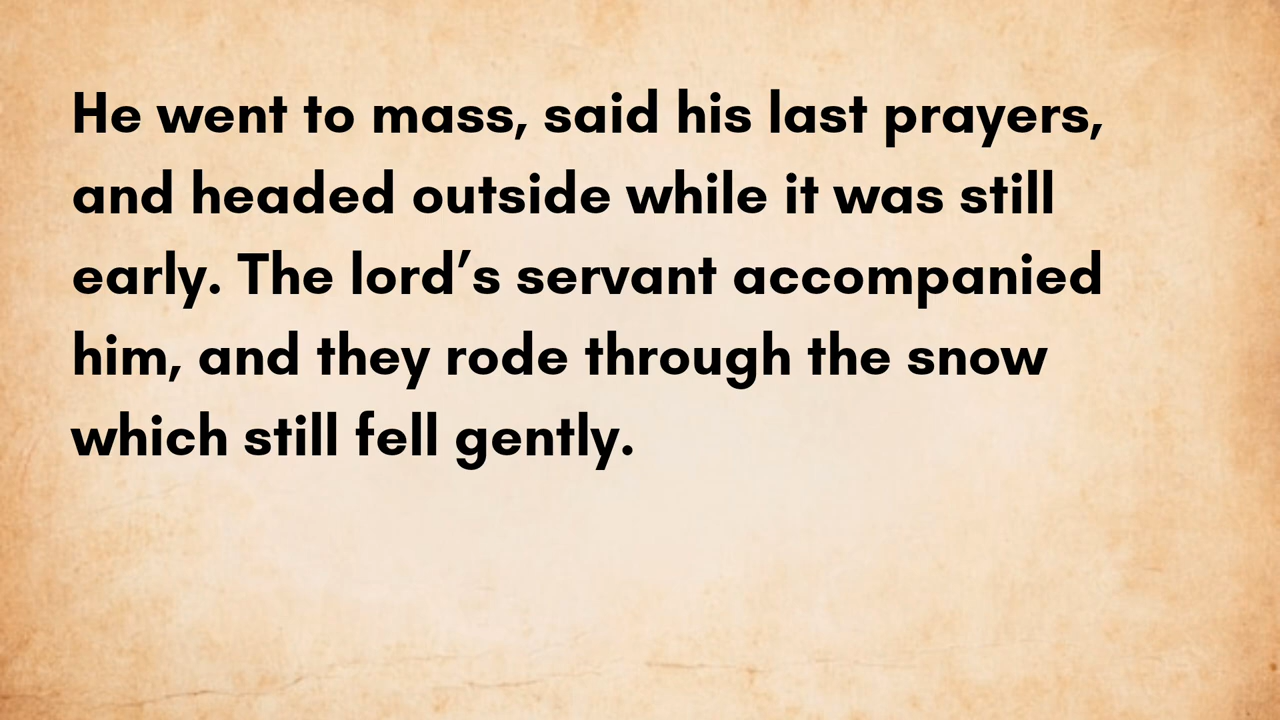 He went to mass, said his last prayers,
and headed outside while it was still
early. The lord’s servant accompanied
him, and they rode through the snow
which still fell gently.